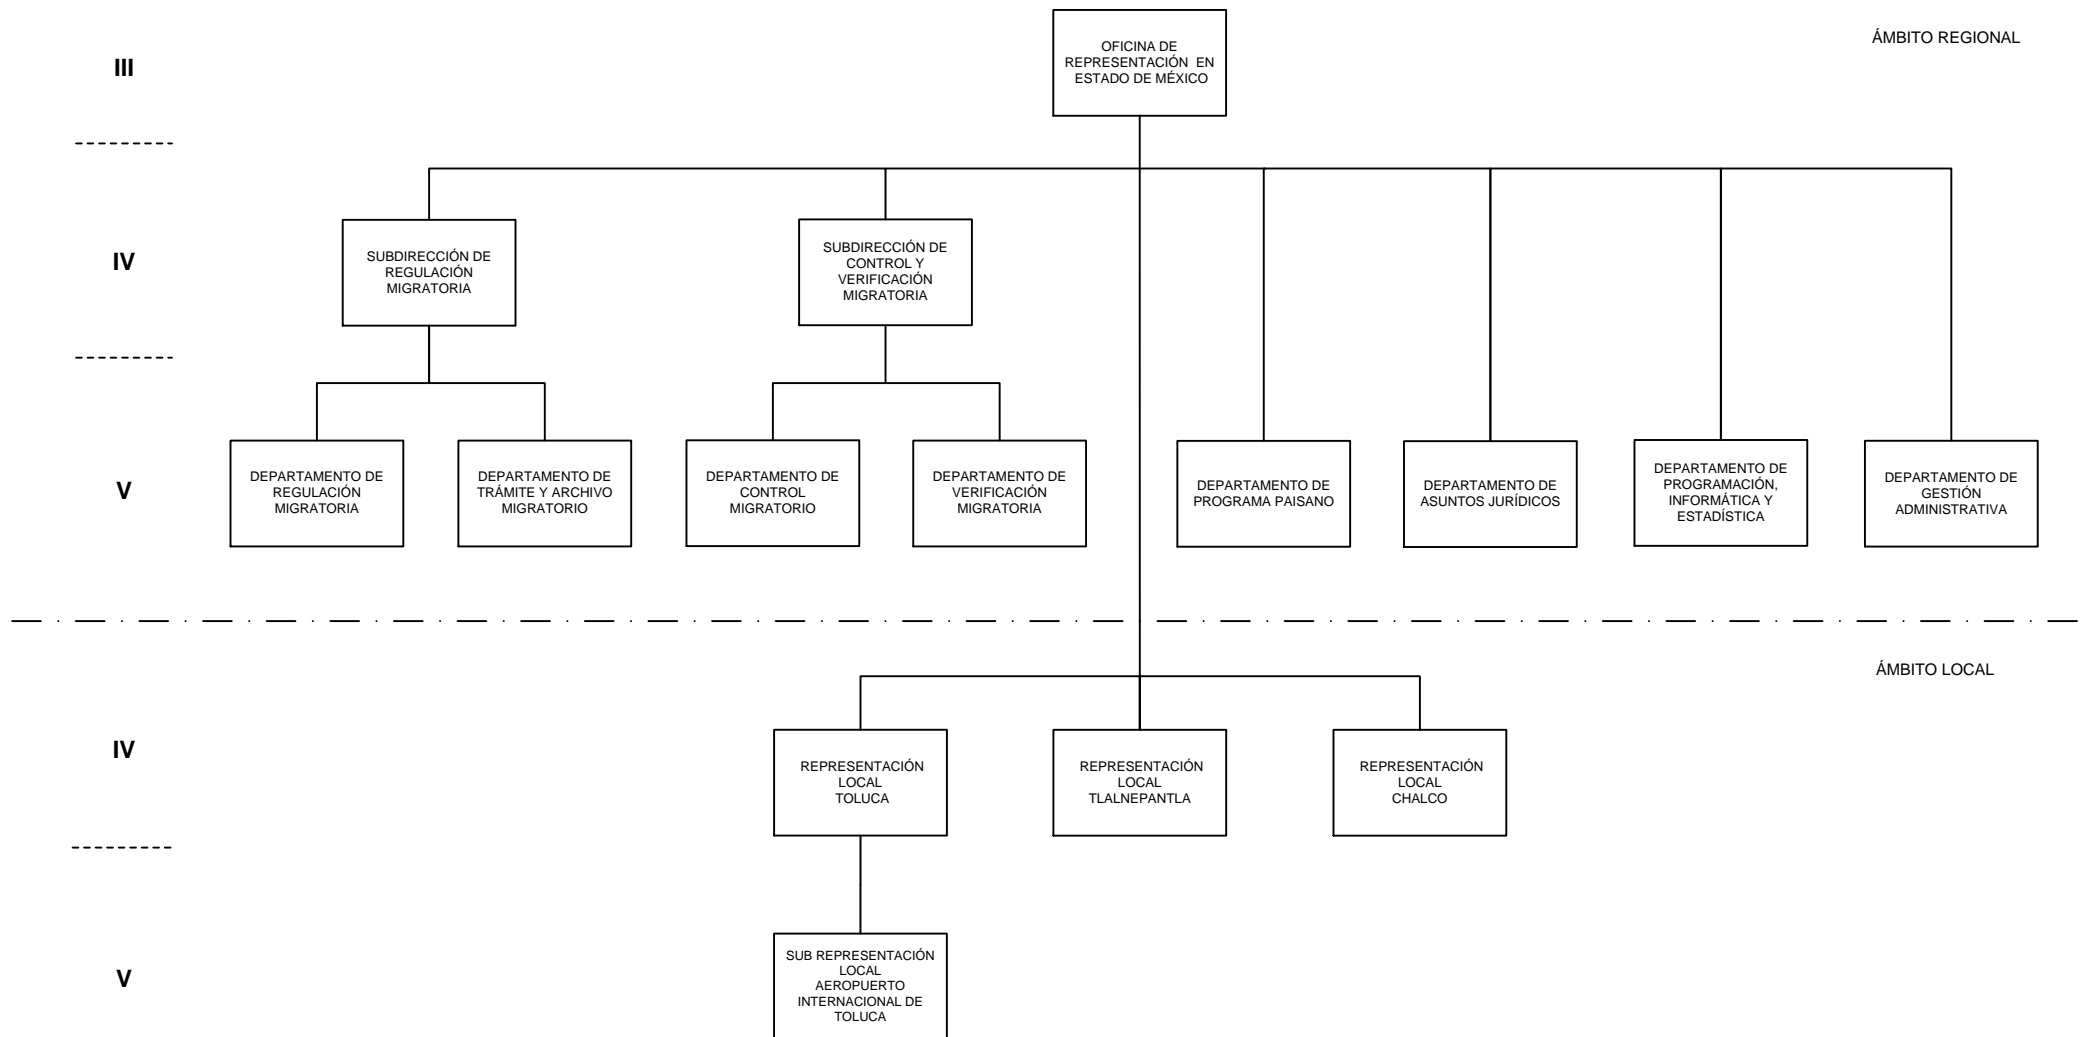 III
OFICINA DE
REPRESENTACIÓN EN
ESTADO DE MÉXICO
ÁMBITO REGIONAL
IV
SUBDIRECCIÓN DE
REGULACIÓN
MIGRATORIA
SUBDIRECCIÓN DE
CONTROL Y
VERIFICACIÓN
MIGRATORIA
V
DEPARTAMENTO DE
REGULACIÓN
MIGRATORIA
DEPARTAMENTO DE
TRÁMITE Y ARCHIVO
MIGRATORIO
DEPARTAMENTO DE
CONTROL
MIGRATORIO
DEPARTAMENTO DE
VERIFICACIÓN
MIGRATORIA
DEPARTAMENTO DE
PROGRAMA PAISANO
DEPARTAMENTO DE
ASUNTOS JURÍDICOS
DEPARTAMENTO DE
PROGRAMACIÓN,
INFORMÁTICA Y
ESTADÍSTICA
DEPARTAMENTO DE
GESTIÓN
ADMINISTRATIVA
ÁMBITO LOCAL
IV
REPRESENTACIÓN
LOCAL
TOLUCA
REPRESENTACIÓN
LOCAL
TLALNEPANTLA
REPRESENTACIÓN
LOCAL
CHALCO
V
SUB REPRESENTACIÓN
LOCAL
AEROPUERTO
INTERNACIONAL DE
TOLUCA